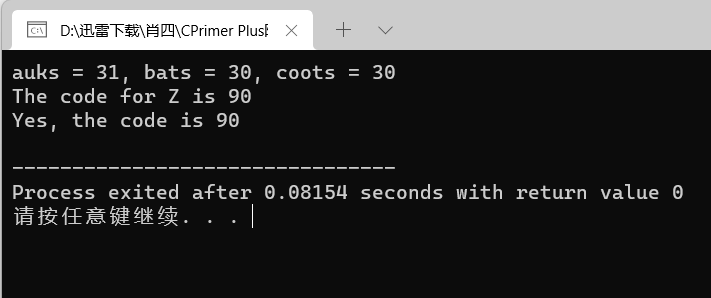 D:\迅雷下载\肖四\CPrimer Plus
auks = 31, bats = 30, coots = 30
The code for Z is 90
Yes, the code is 90
--------------------------------
Process exited after 0.08154 seconds with return value 0
请按任意键继续. . .